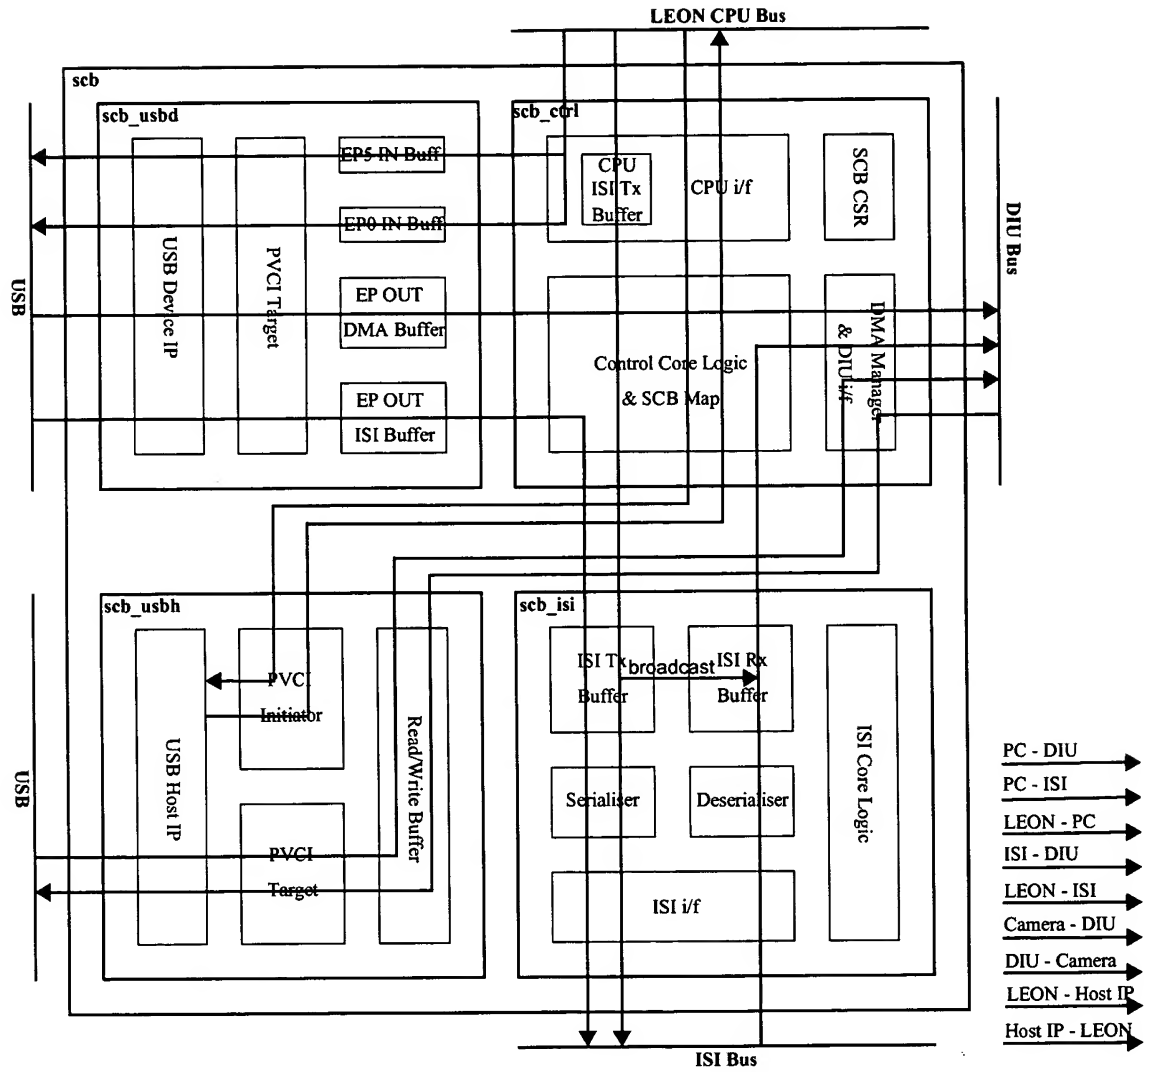 LEON CPU Bus
scb
scb_usbd
scb_ctrl
EP5 IN Buff
EP0 IN Buff
EP OUT
DMA Buffer
EP OUT
ISI Buffer
USB Device IP
PVCI Target
USB
CPU
ISI Tx
Buffer
CPU i/f
SCB CSR
Control Core Logic
& SCB Map
DMA Manager
& DIU i/f
DIU Bus
scb_usbh
scb_isi
PVCI
Initiator
PVCI
Target
USB Host IP
Read/Write Buffer
USB
ISI Tx
Buffer
broadcast
ISI Rx
Buffer
Serialiser
Deserialiser
ISI i/f
ISI Core Logic
ISI Bus
PC - DIU
PC - ISI
LEON - PC
ISI - DIU
LEON - ISI
Camera - DIU
DIU - Camera
LEON - Host IP
Host IP - LEON